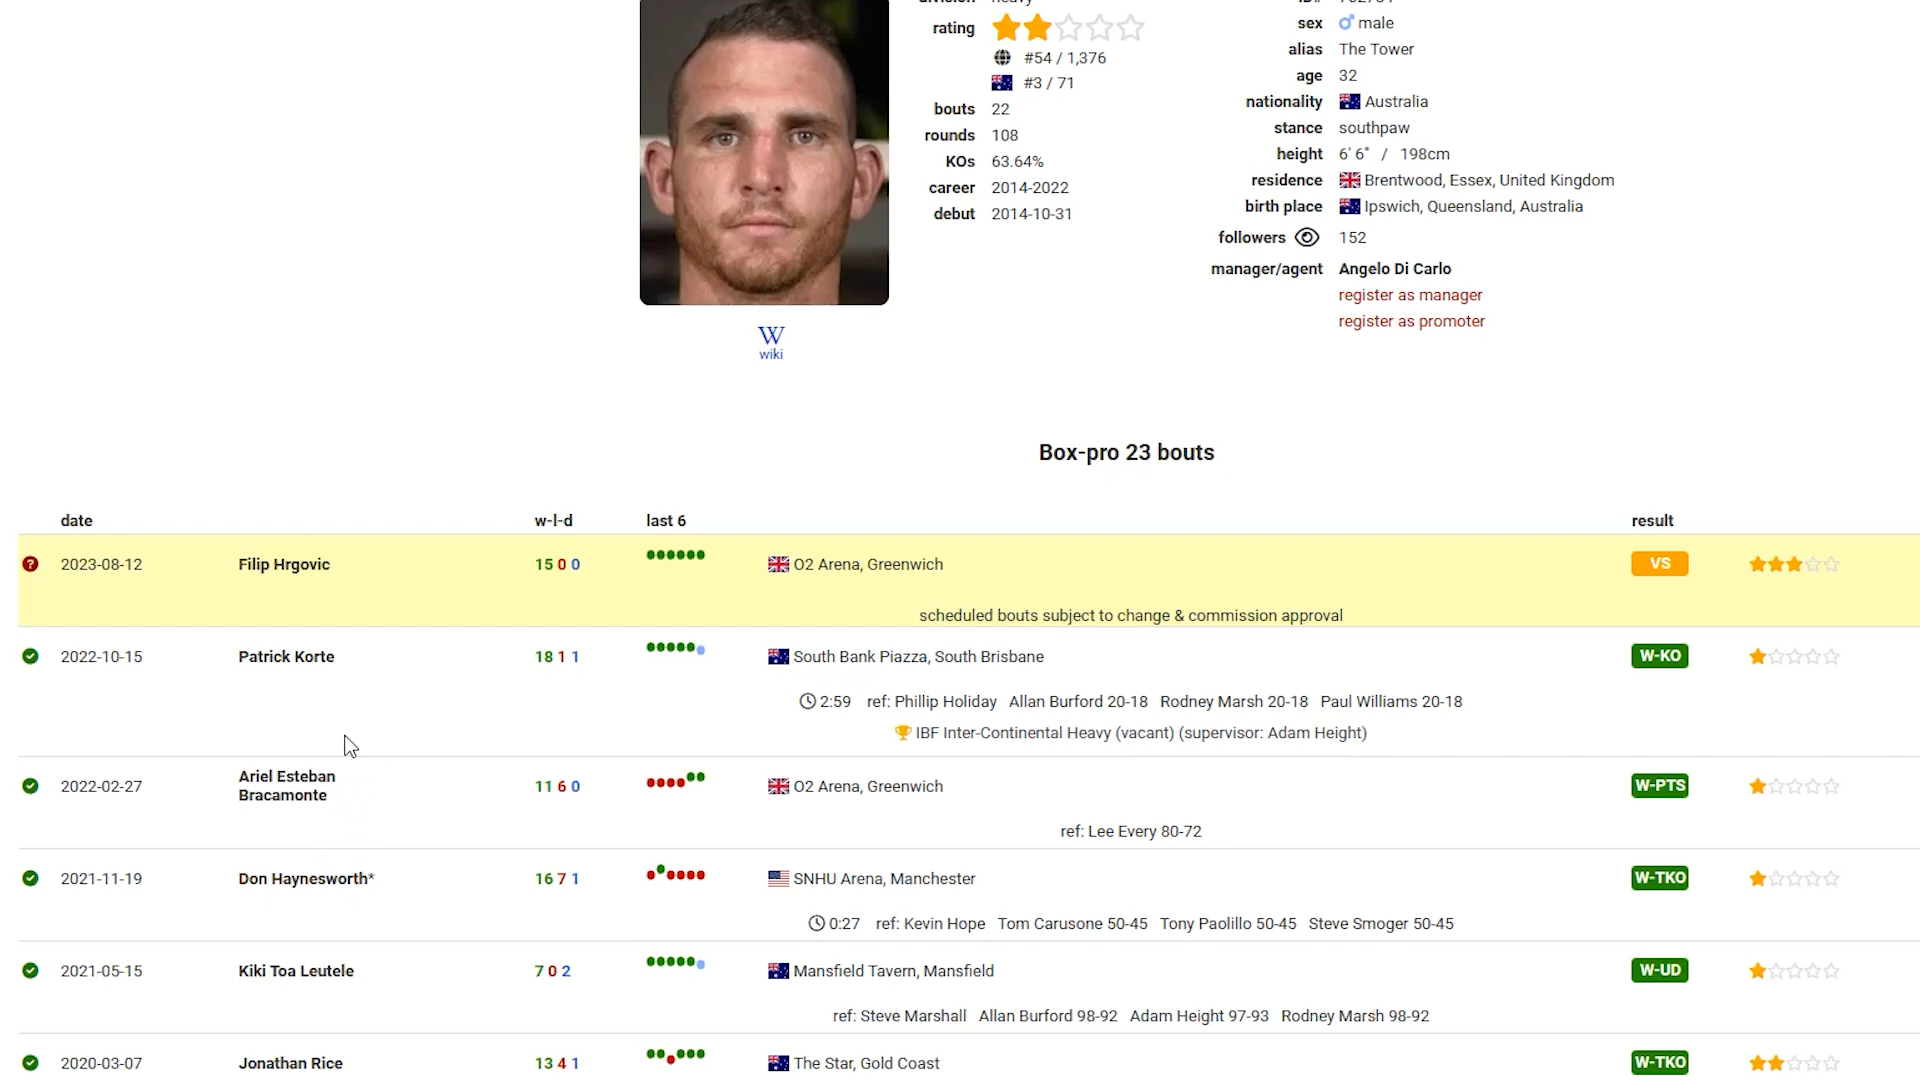 rating
#54 / 1,376
#3 / 71
bouts 22
rounds 108
KOs 63.64%
career 2014-2022
debut 2014-10-31
sex male
alias The Tower
age 32
nationality Australia
stance southpaw
height 6' 6" / 198cm
residence Brentwood, Essex, United Kingdom
birth place Ipswich, Queensland, Australia
followers 152
manager/agent Angelo Di Carlo
register as manager
register as promoter
W
wiki
Box-pro 23 bouts
date w-l-d last 6 result
2023-08-12 Filip Hrgovic 15 0 0 O2 Arena, Greenwich VS
scheduled bouts subject to change & commission approval
2022-10-15 Patrick Korte 18 1 1 South Bank Piazza, South Brisbane W-KO
2:59 ref: Phillip Holiday Allan Burford 20-18 Rodney Marsh 20-18 Paul Williams 20-18
IBF Inter-Continental Heavy (vacant) (supervisor: Adam Height)
2022-02-27 Ariel Esteban Bracamonte 11 6 0 O2 Arena, Greenwich W-PTS
ref: Lee Every 80-72
2021-11-19 Don Haynesworth* 16 7 1 SNHU Arena, Manchester W-TKO
0:27 ref: Kevin Hope Tom Carusone 50-45 Tony Paolillo 50-45 Steve Smoger 50-45
2021-05-15 Kiki Toa Leutele 7 0 2 Mansfield Tavern, Mansfield W-UD
ref: Steve Marshall Allan Burford 98-92 Adam Height 97-93 Rodney Marsh 98-92
2020-03-07 Jonathan Rice 13 4 1 The Star, Gold Coast W-TKO